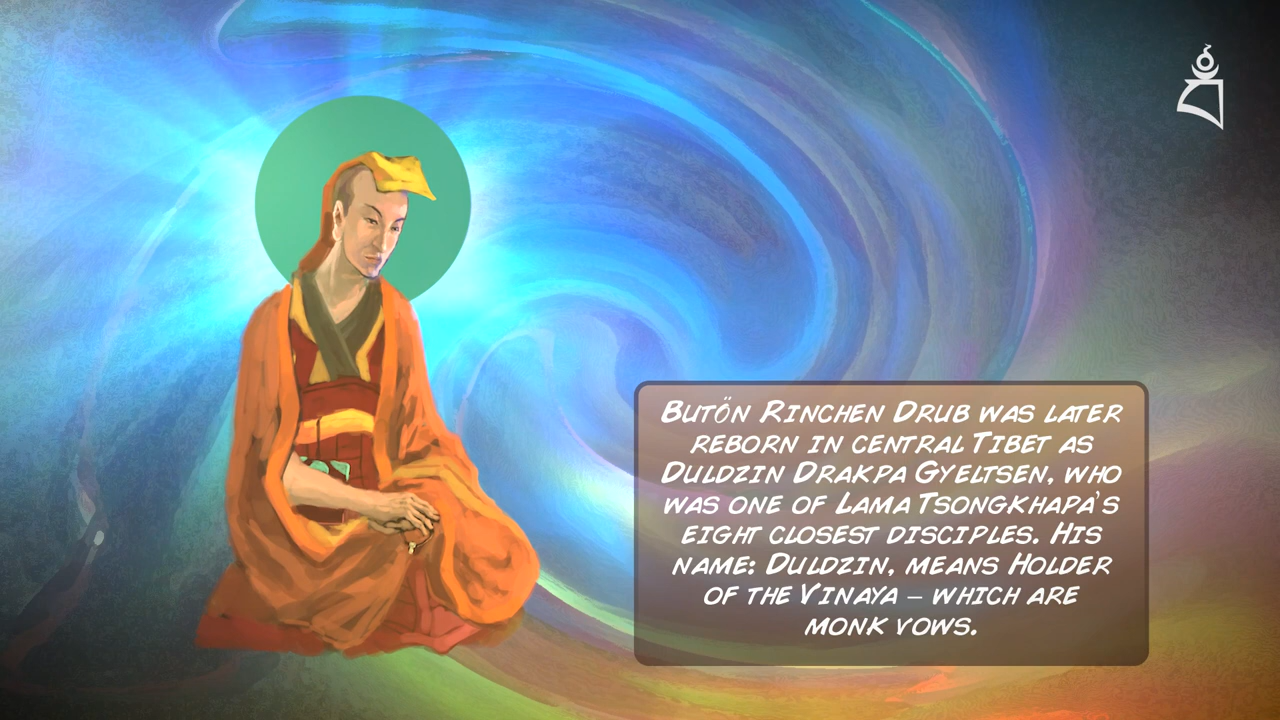 BUTÖN RINCHEN DRUB WAS LATER
REBORN IN CENTRAL TIBET AS
DULDZIN DRAKPA GYELTSEN, WHO
WAS ONE OF LAMA TSONGKHAPA'S
EIGHT CLOSEST DISCIPLES. HIS
NAME: DULDZIN, MEANS HOLDER
OF THE VINAYA – WHICH ARE
MONK VOWS.